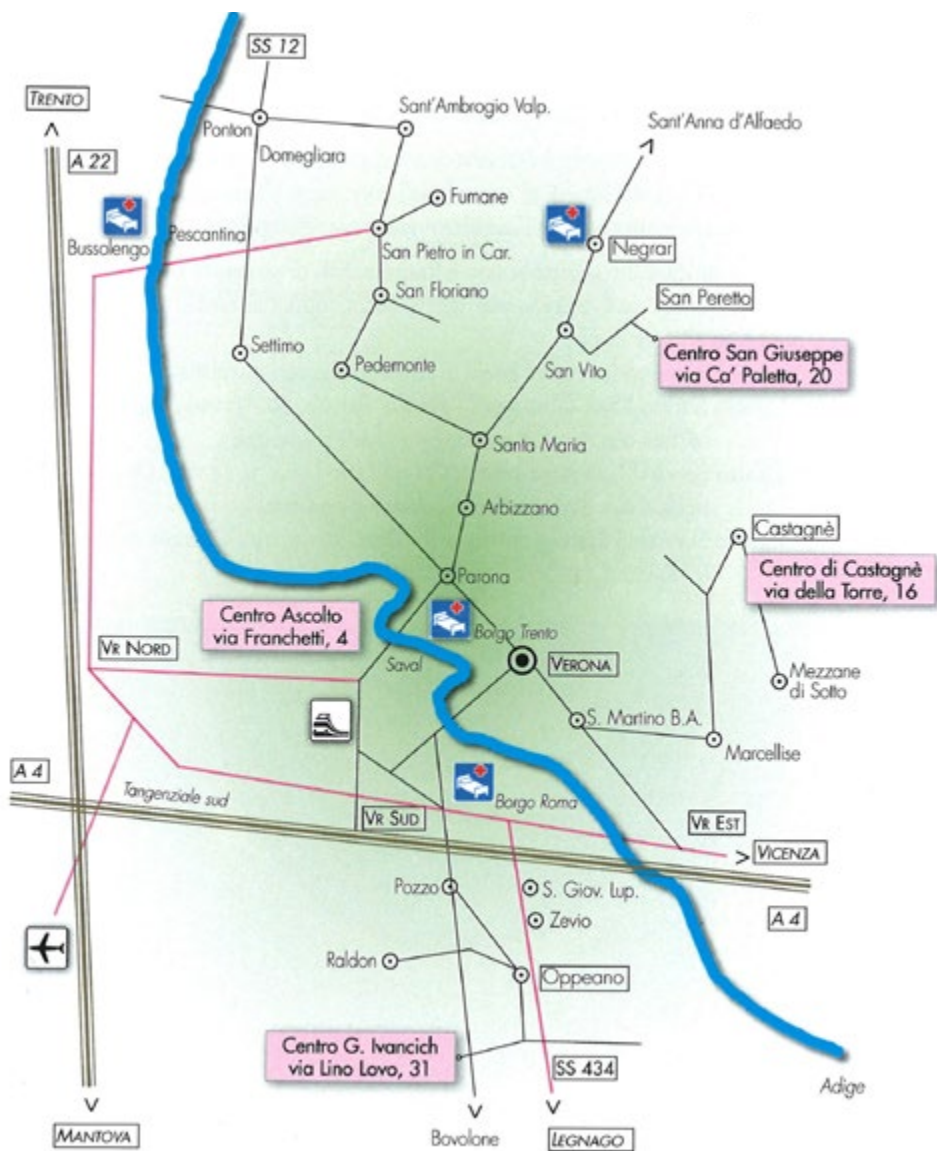 SS 12
TRENTO
Sant'Ambrogio Valp.
Sant'Anna d'Alfaedo
Ponton
Domegliara
A 22
Fumane
Bussolengo
Pescantina
San Pietro in Car.
Negrar
San Floriano
San Peretto
Settimo
Pedemonte
San Vito
Centro San Giuseppe
via Ca' Paletta, 20
Santa Maria
Arbizzano
Castagnè
Parona
Centro di Castagnè
via della Torre, 16
Centro Ascolto
via Franchetti, 4
Borgo Trento
VR NORD
Saval
VERONA
Mezzane
di Sotto
S. Martino B.A.
Marcellise
A 4
Tangenziale sud
Borgo Roma
VR SUD
VR EST
VICENZA
Pozzo
S. Giov. Lup.
A 4
Zevio
Raldon
Oppeano
Centro G. Ivancich
via Lino Lovo, 31
SS 434
Adige
MANTOVA
Bovolone
LEGNAGO